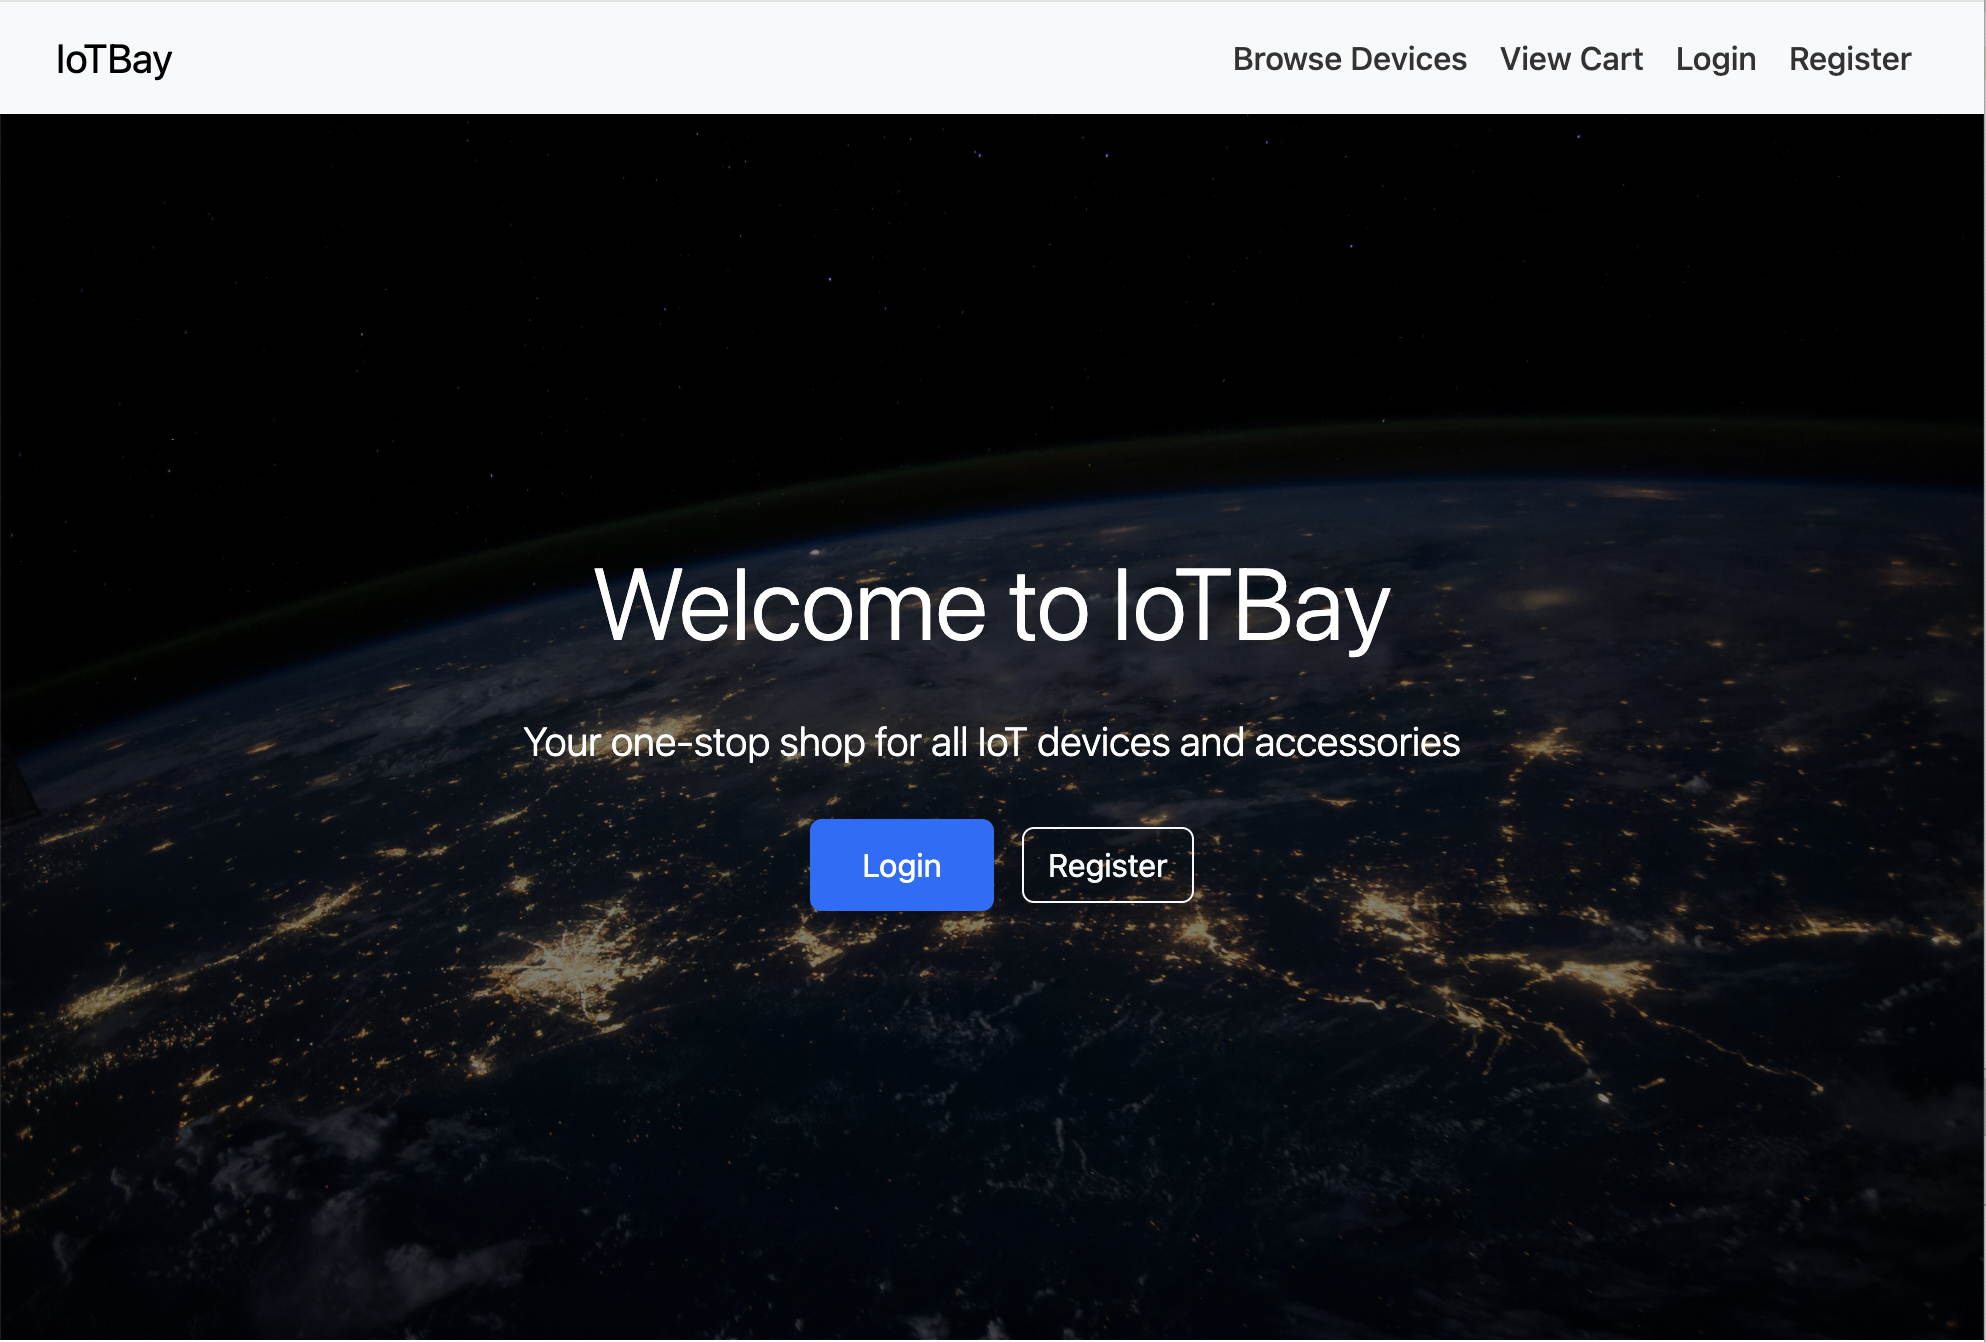 IoTBay
Browse Devices View Cart Login Register
Welcome to IoTBay
Your one-stop shop for all IoT devices and accessories
Login Register